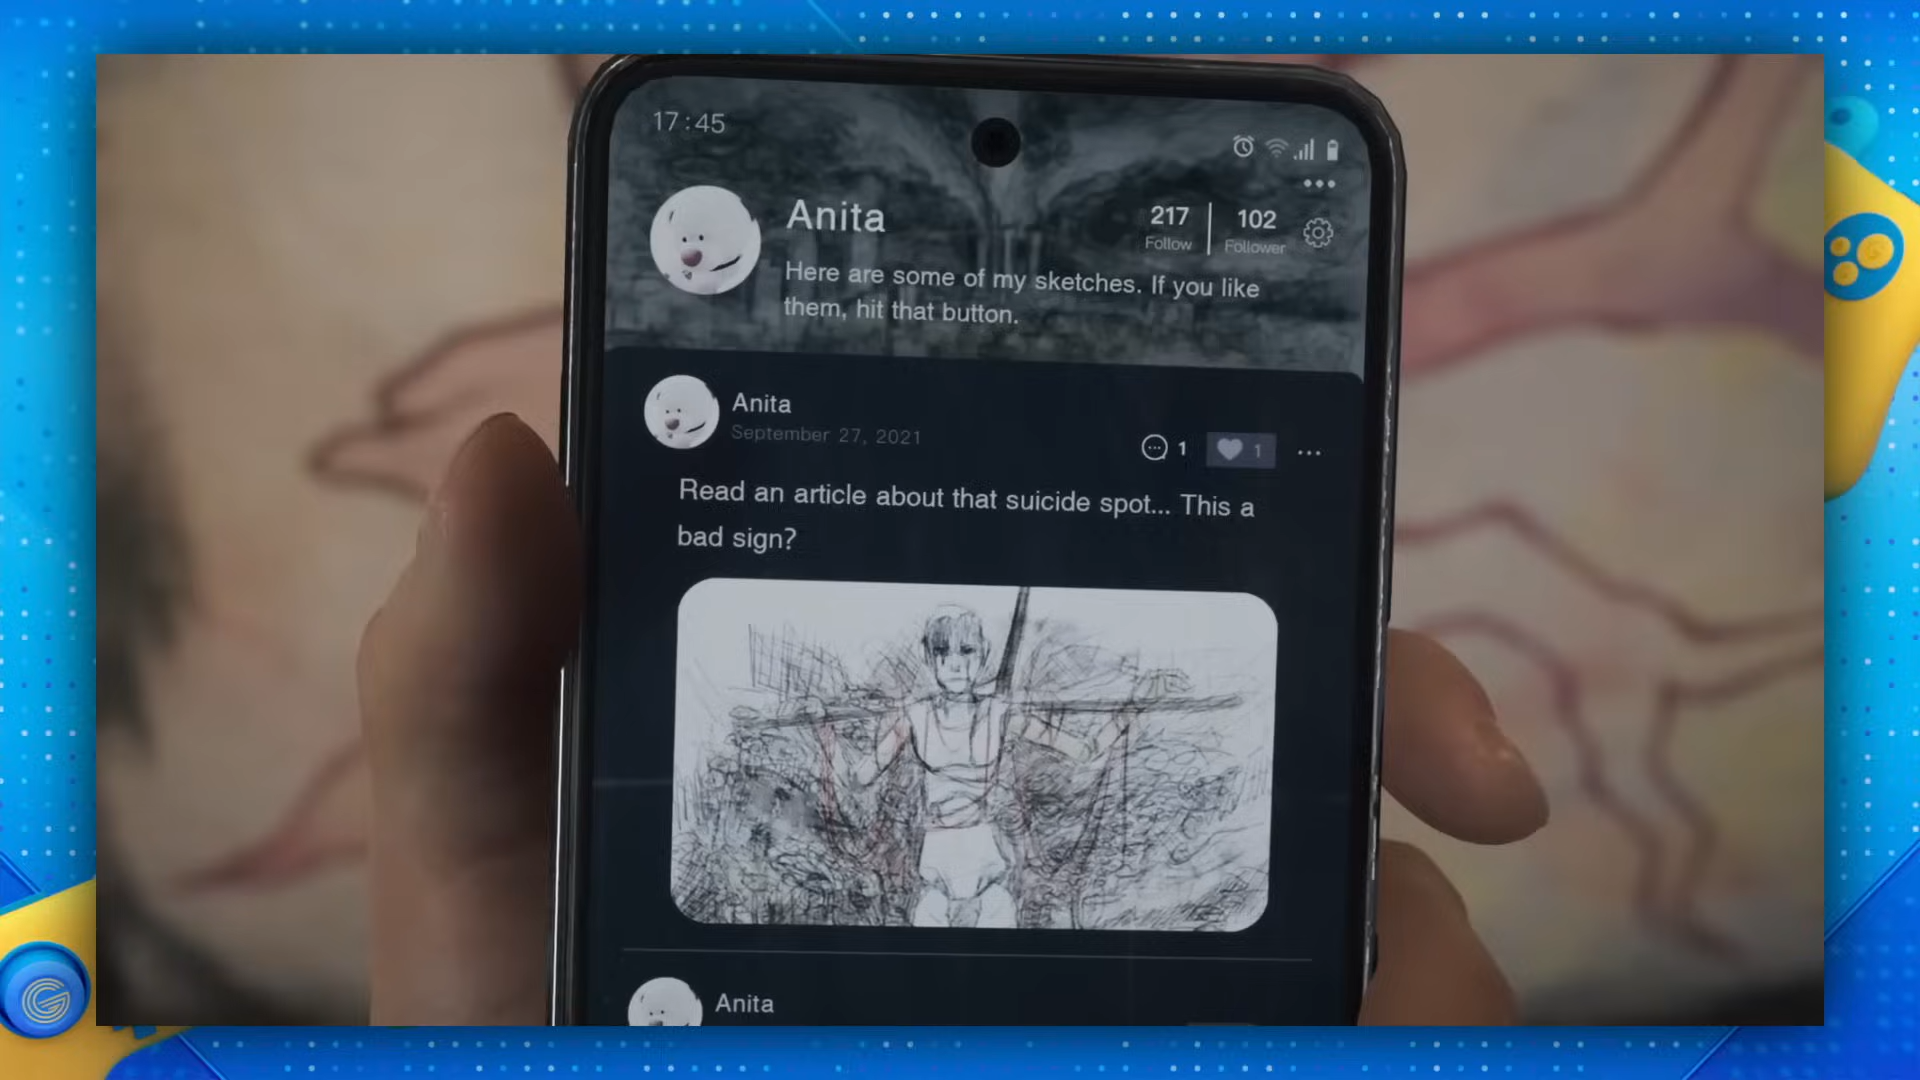 17:45
Anita
217
102
Follow
Follower
Here are some of my sketches. If you like
them, hit that button.
Anita
September 27, 2021
1
1
Read an article about that suicide spot... This a
bad sign?
Anita